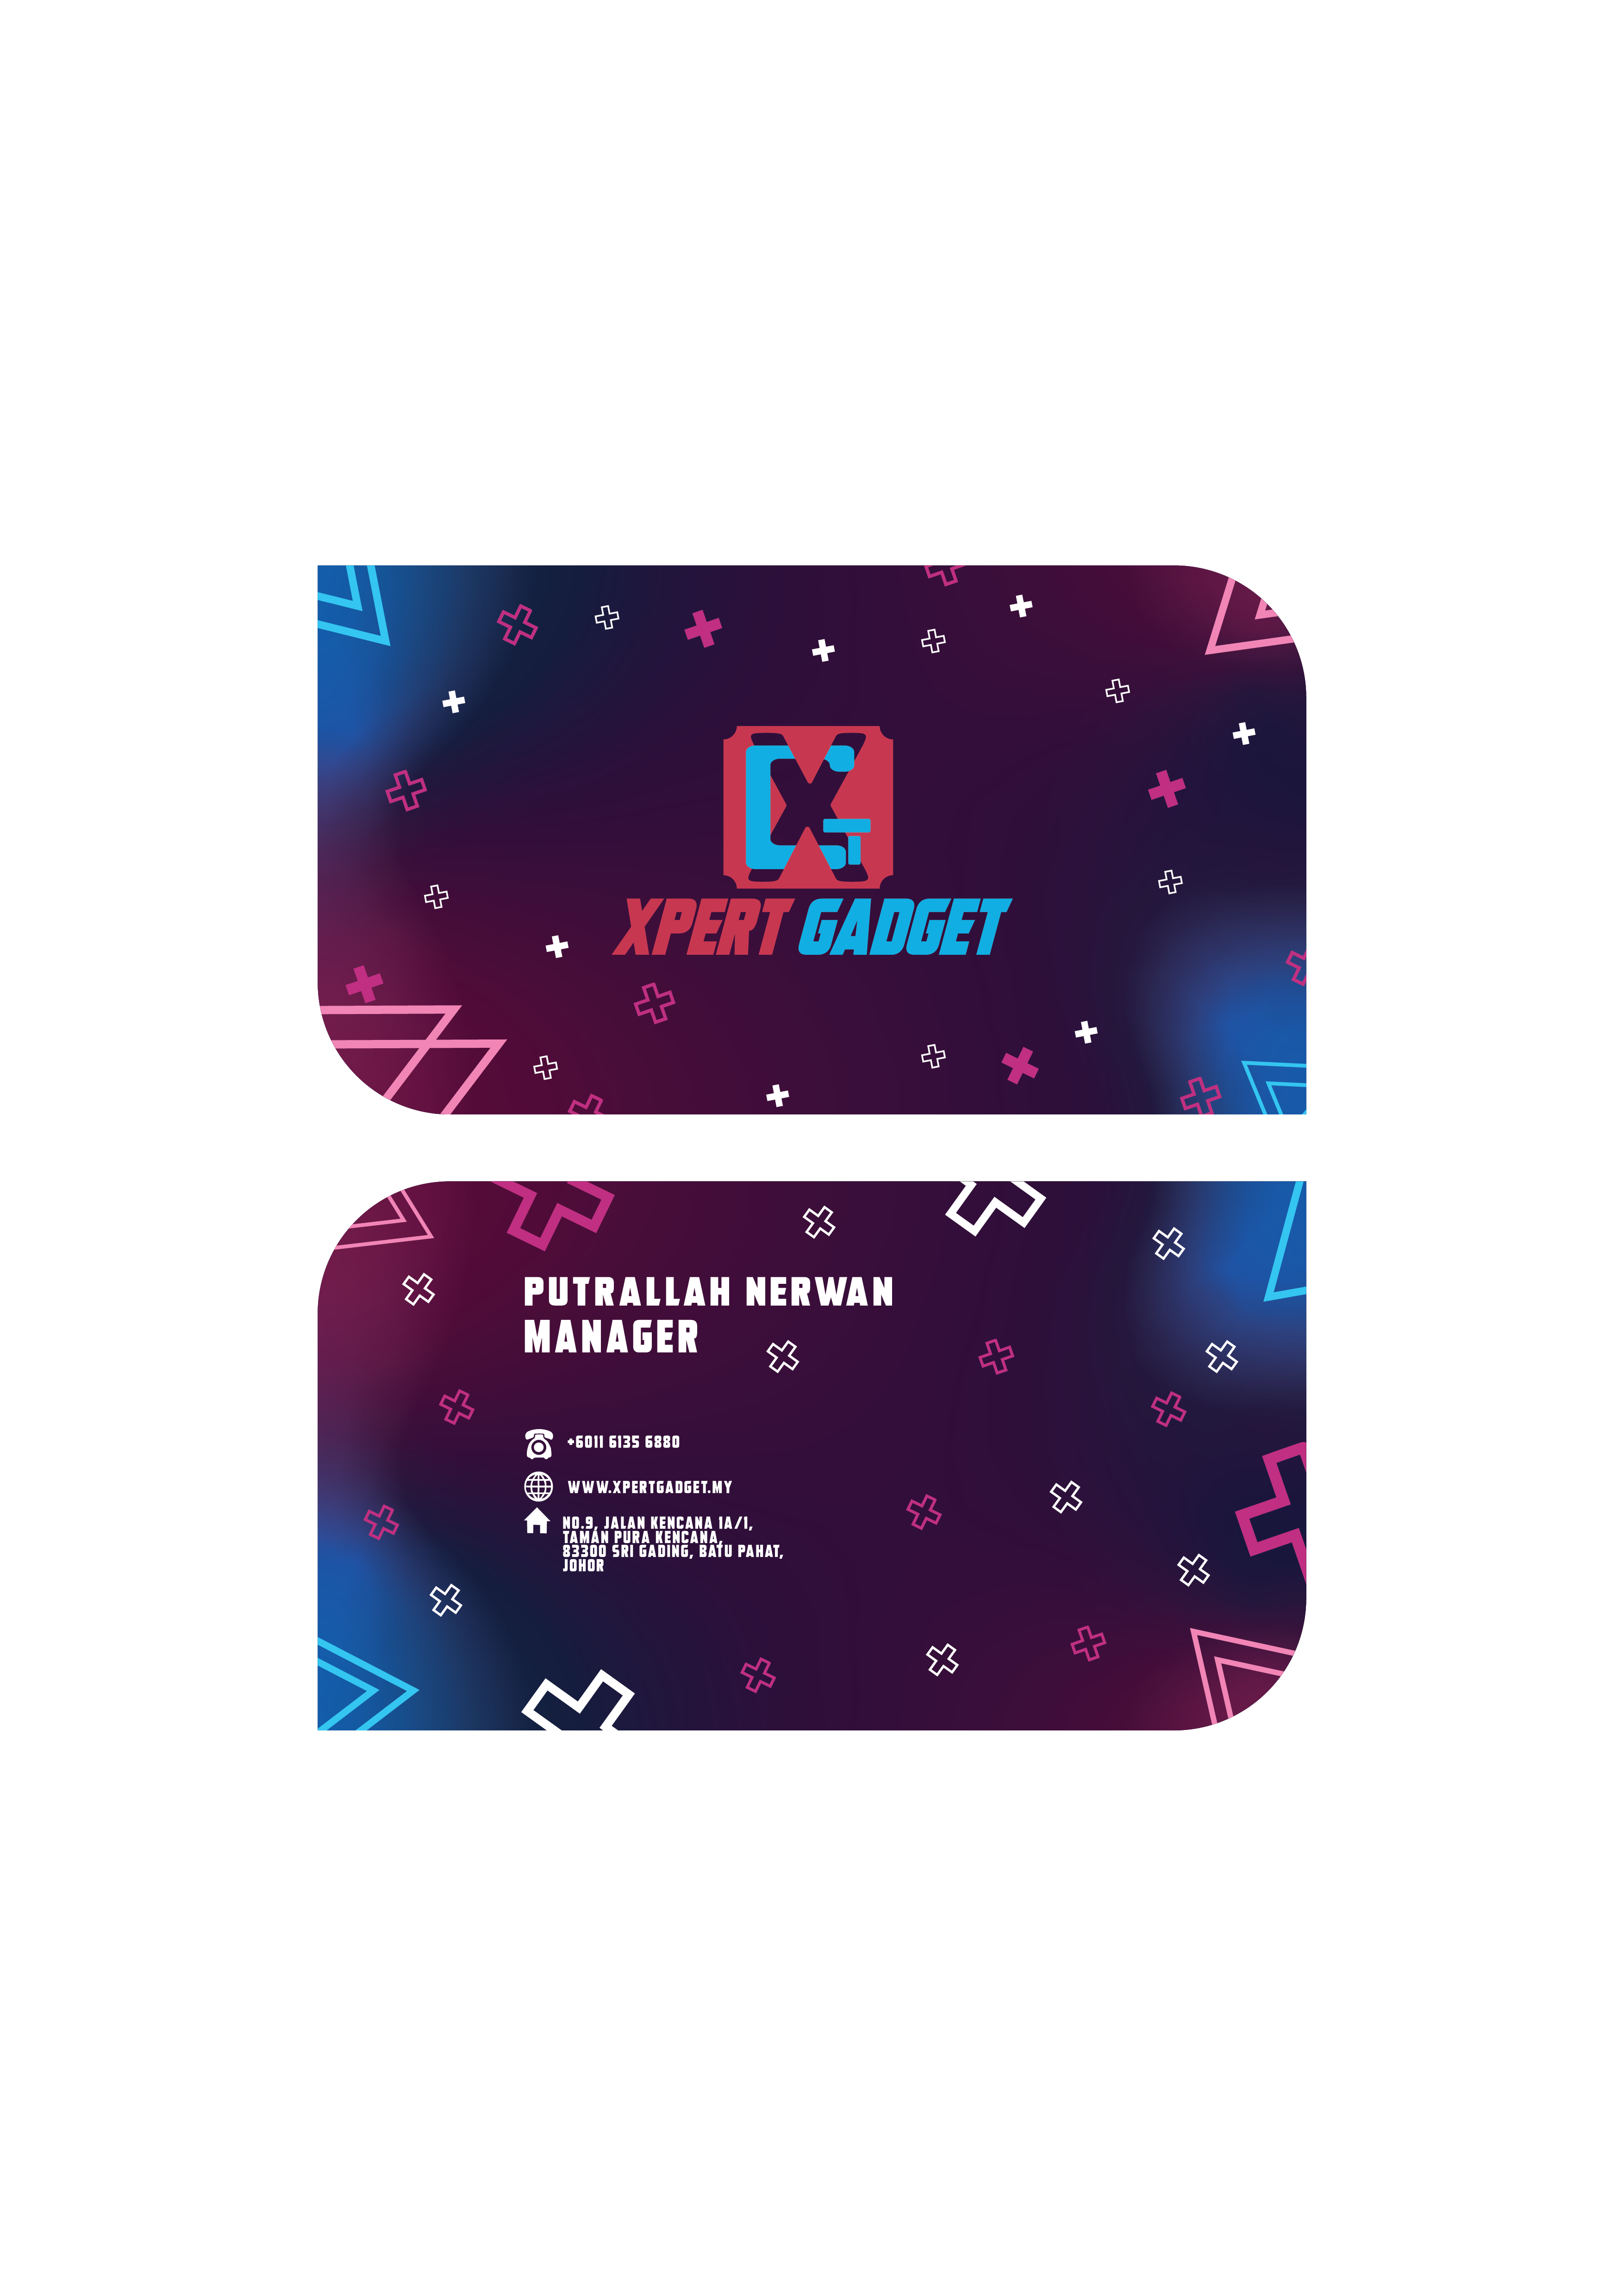 XPERT GADGET
PUTRALLAH NERWAN
MANAGER
+6011 6135 6880
WWW.XPERTGADGET.MY
NO.9, JALAN KENCANA 1A/1,
TAMAN PURA KENCANA,
83300 SRI GADING, BATU PAHAT,
JOHOR